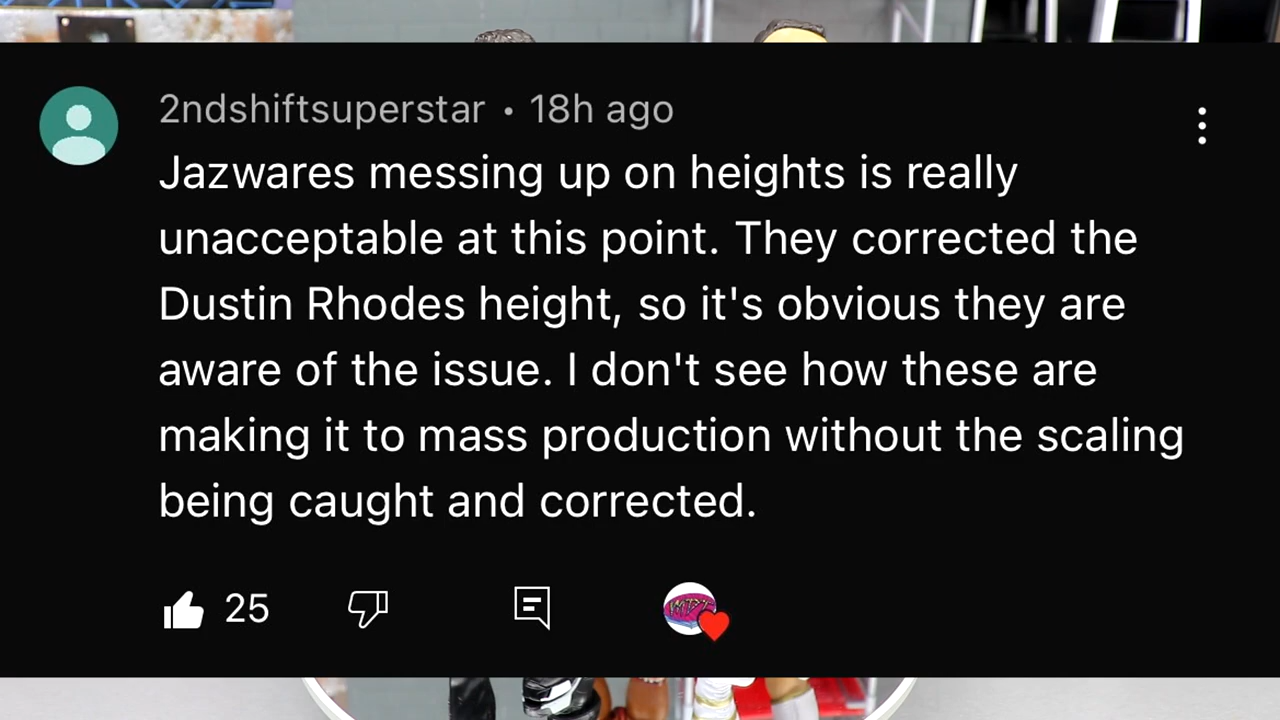 2ndshiftsuperstar • 18h ago
Jazwares messing up on heights is really
unacceptable at this point. They corrected the
Dustin Rhodes height, so it's obvious they are
aware of the issue. I don't see how these are
making it to mass production without the scaling
being caught and corrected.
25